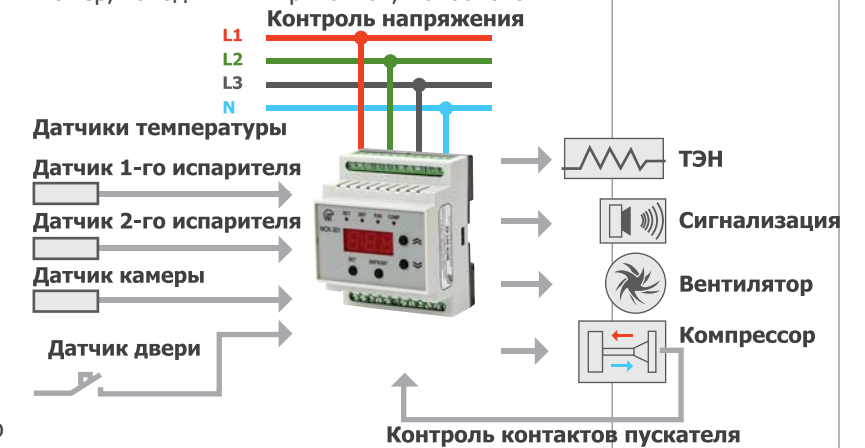 Контроль напряжения
L1
L2
L3
N
Датчики температуры
Датчик 1-го испарителя
Датчик 2-го испарителя
Датчик камеры
Датчик двери
ТЭН
Сигнализация
Вентилятор
Компрессор
Контроль контактов пускателя